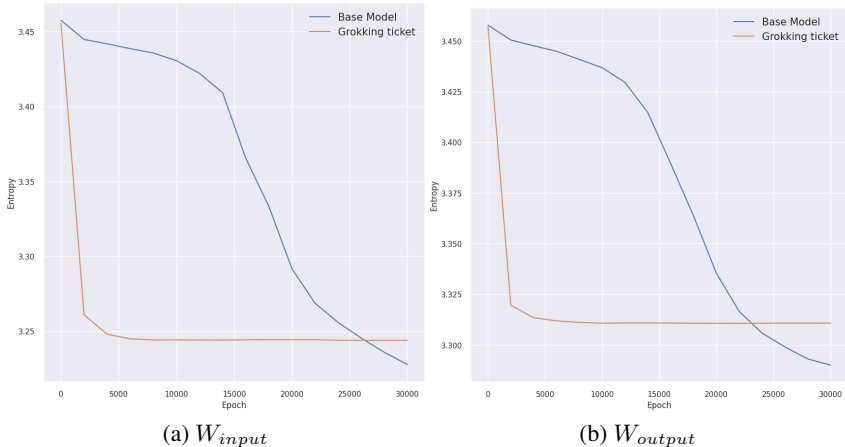 Base Model
Grokking ticket
3.45
3.40
3.35
3.30
3.25
Entropy
0 5000 10000 15000 20000 25000 30000
Epoch
(a) W_input
Base Model
Grokking ticket
3.450
3.425
3.400
3.375
3.350
3.325
3.300
Entropy
0 5000 10000 15000 20000 25000 30000
Epoch
(b) W_output